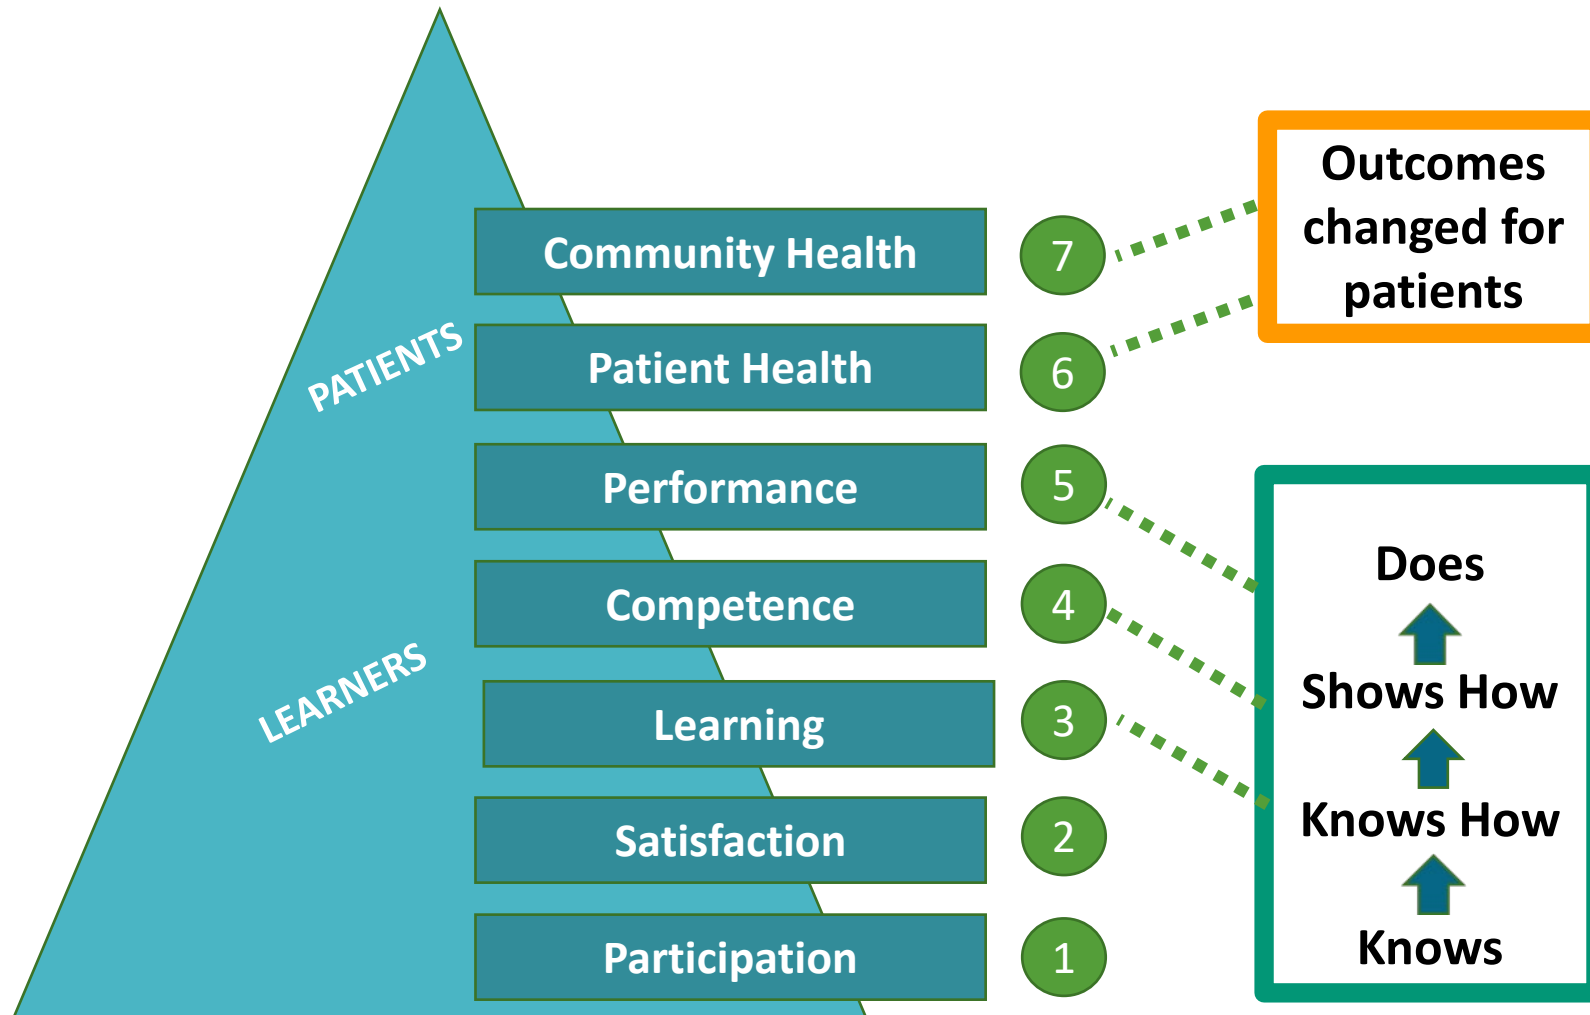 Community Health
7
PATIENTS
Patient Health
6
Performance
5
Competence
4
LEARNERS
Learning
3
Satisfaction
2
Participation
1
Outcomes
changed for
patients
Does
Shows How
Knows How
Knows